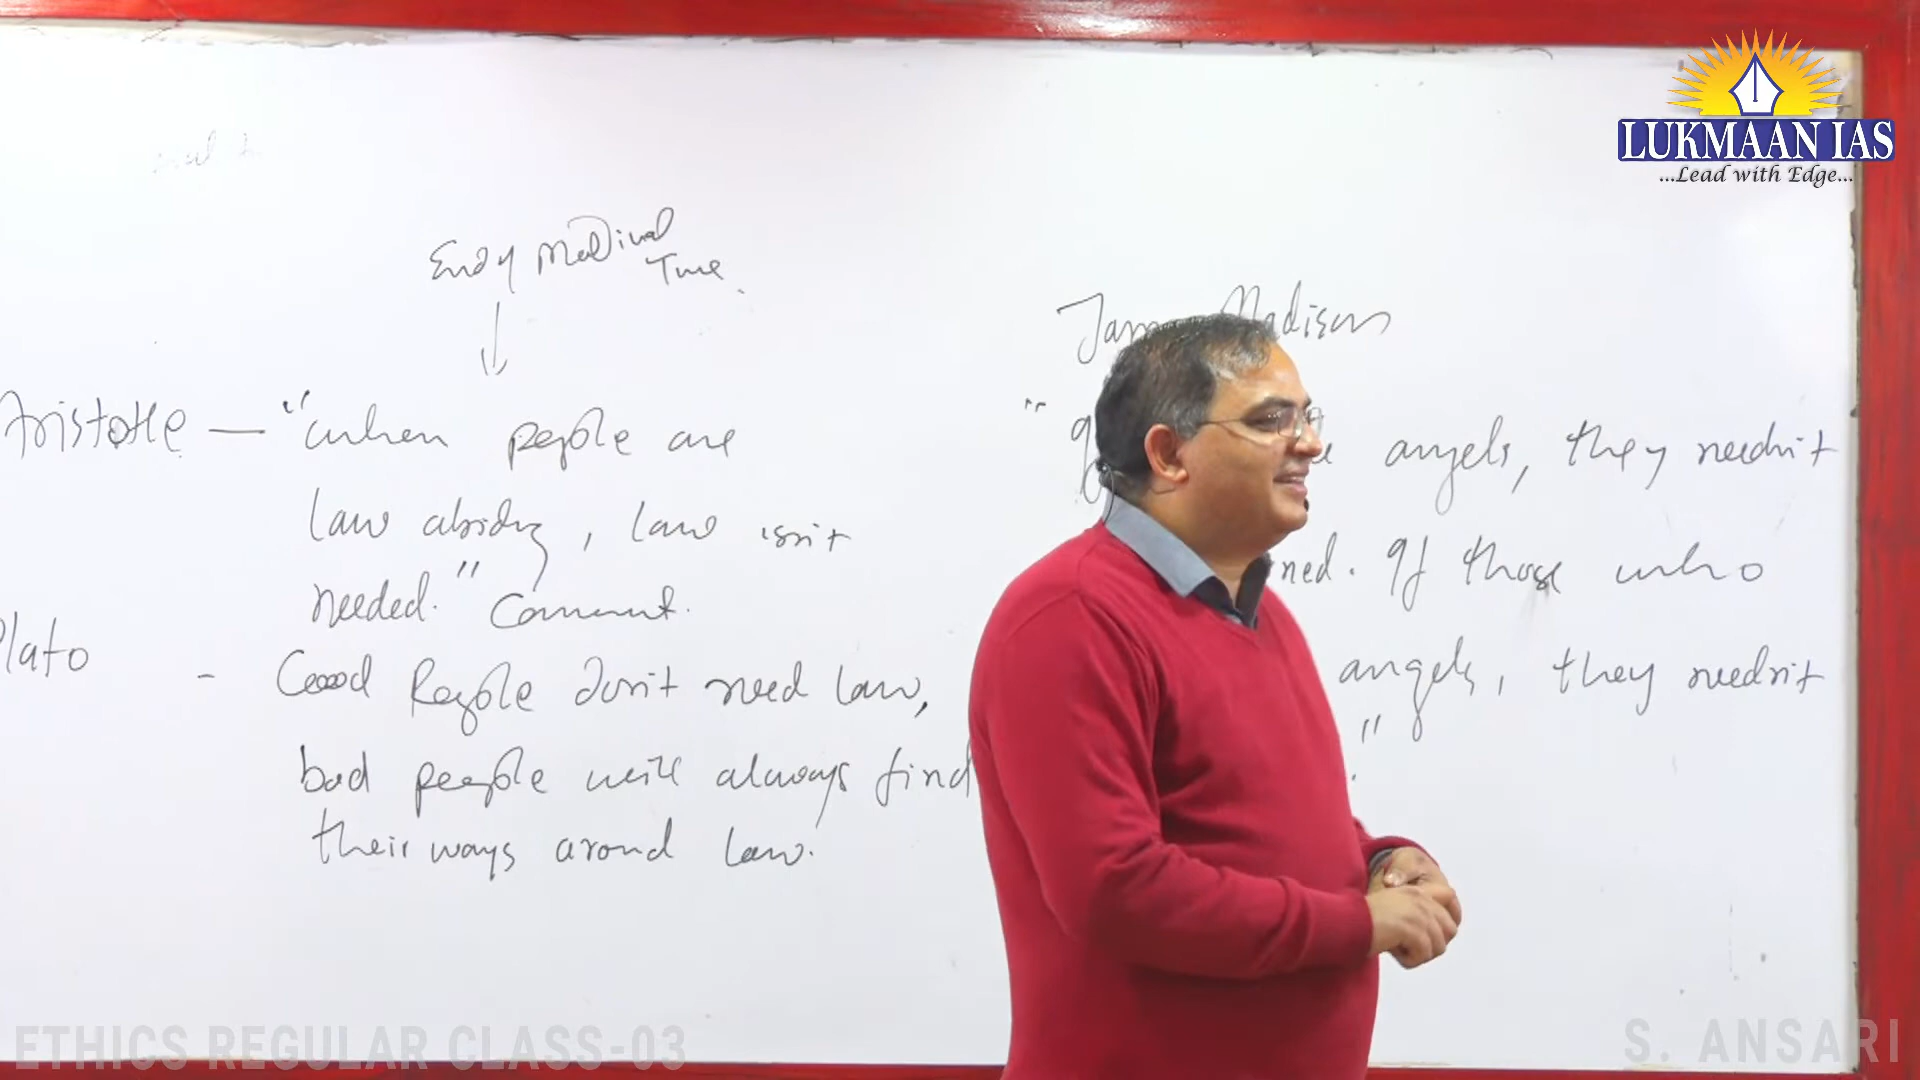 LUKMAAN IAS
...Lead with Edge...
End of
Time
James Madison
Aristotle — "when people are
law abiding, law isn't
needed." Comment.
" angels, they needn't
ned. If those who
angels, they needn't
"
Plato
- Good People don't need law,
bad people will always find
their ways around law.
ETHICS REGULAR CLASS-03
S. ANSARI